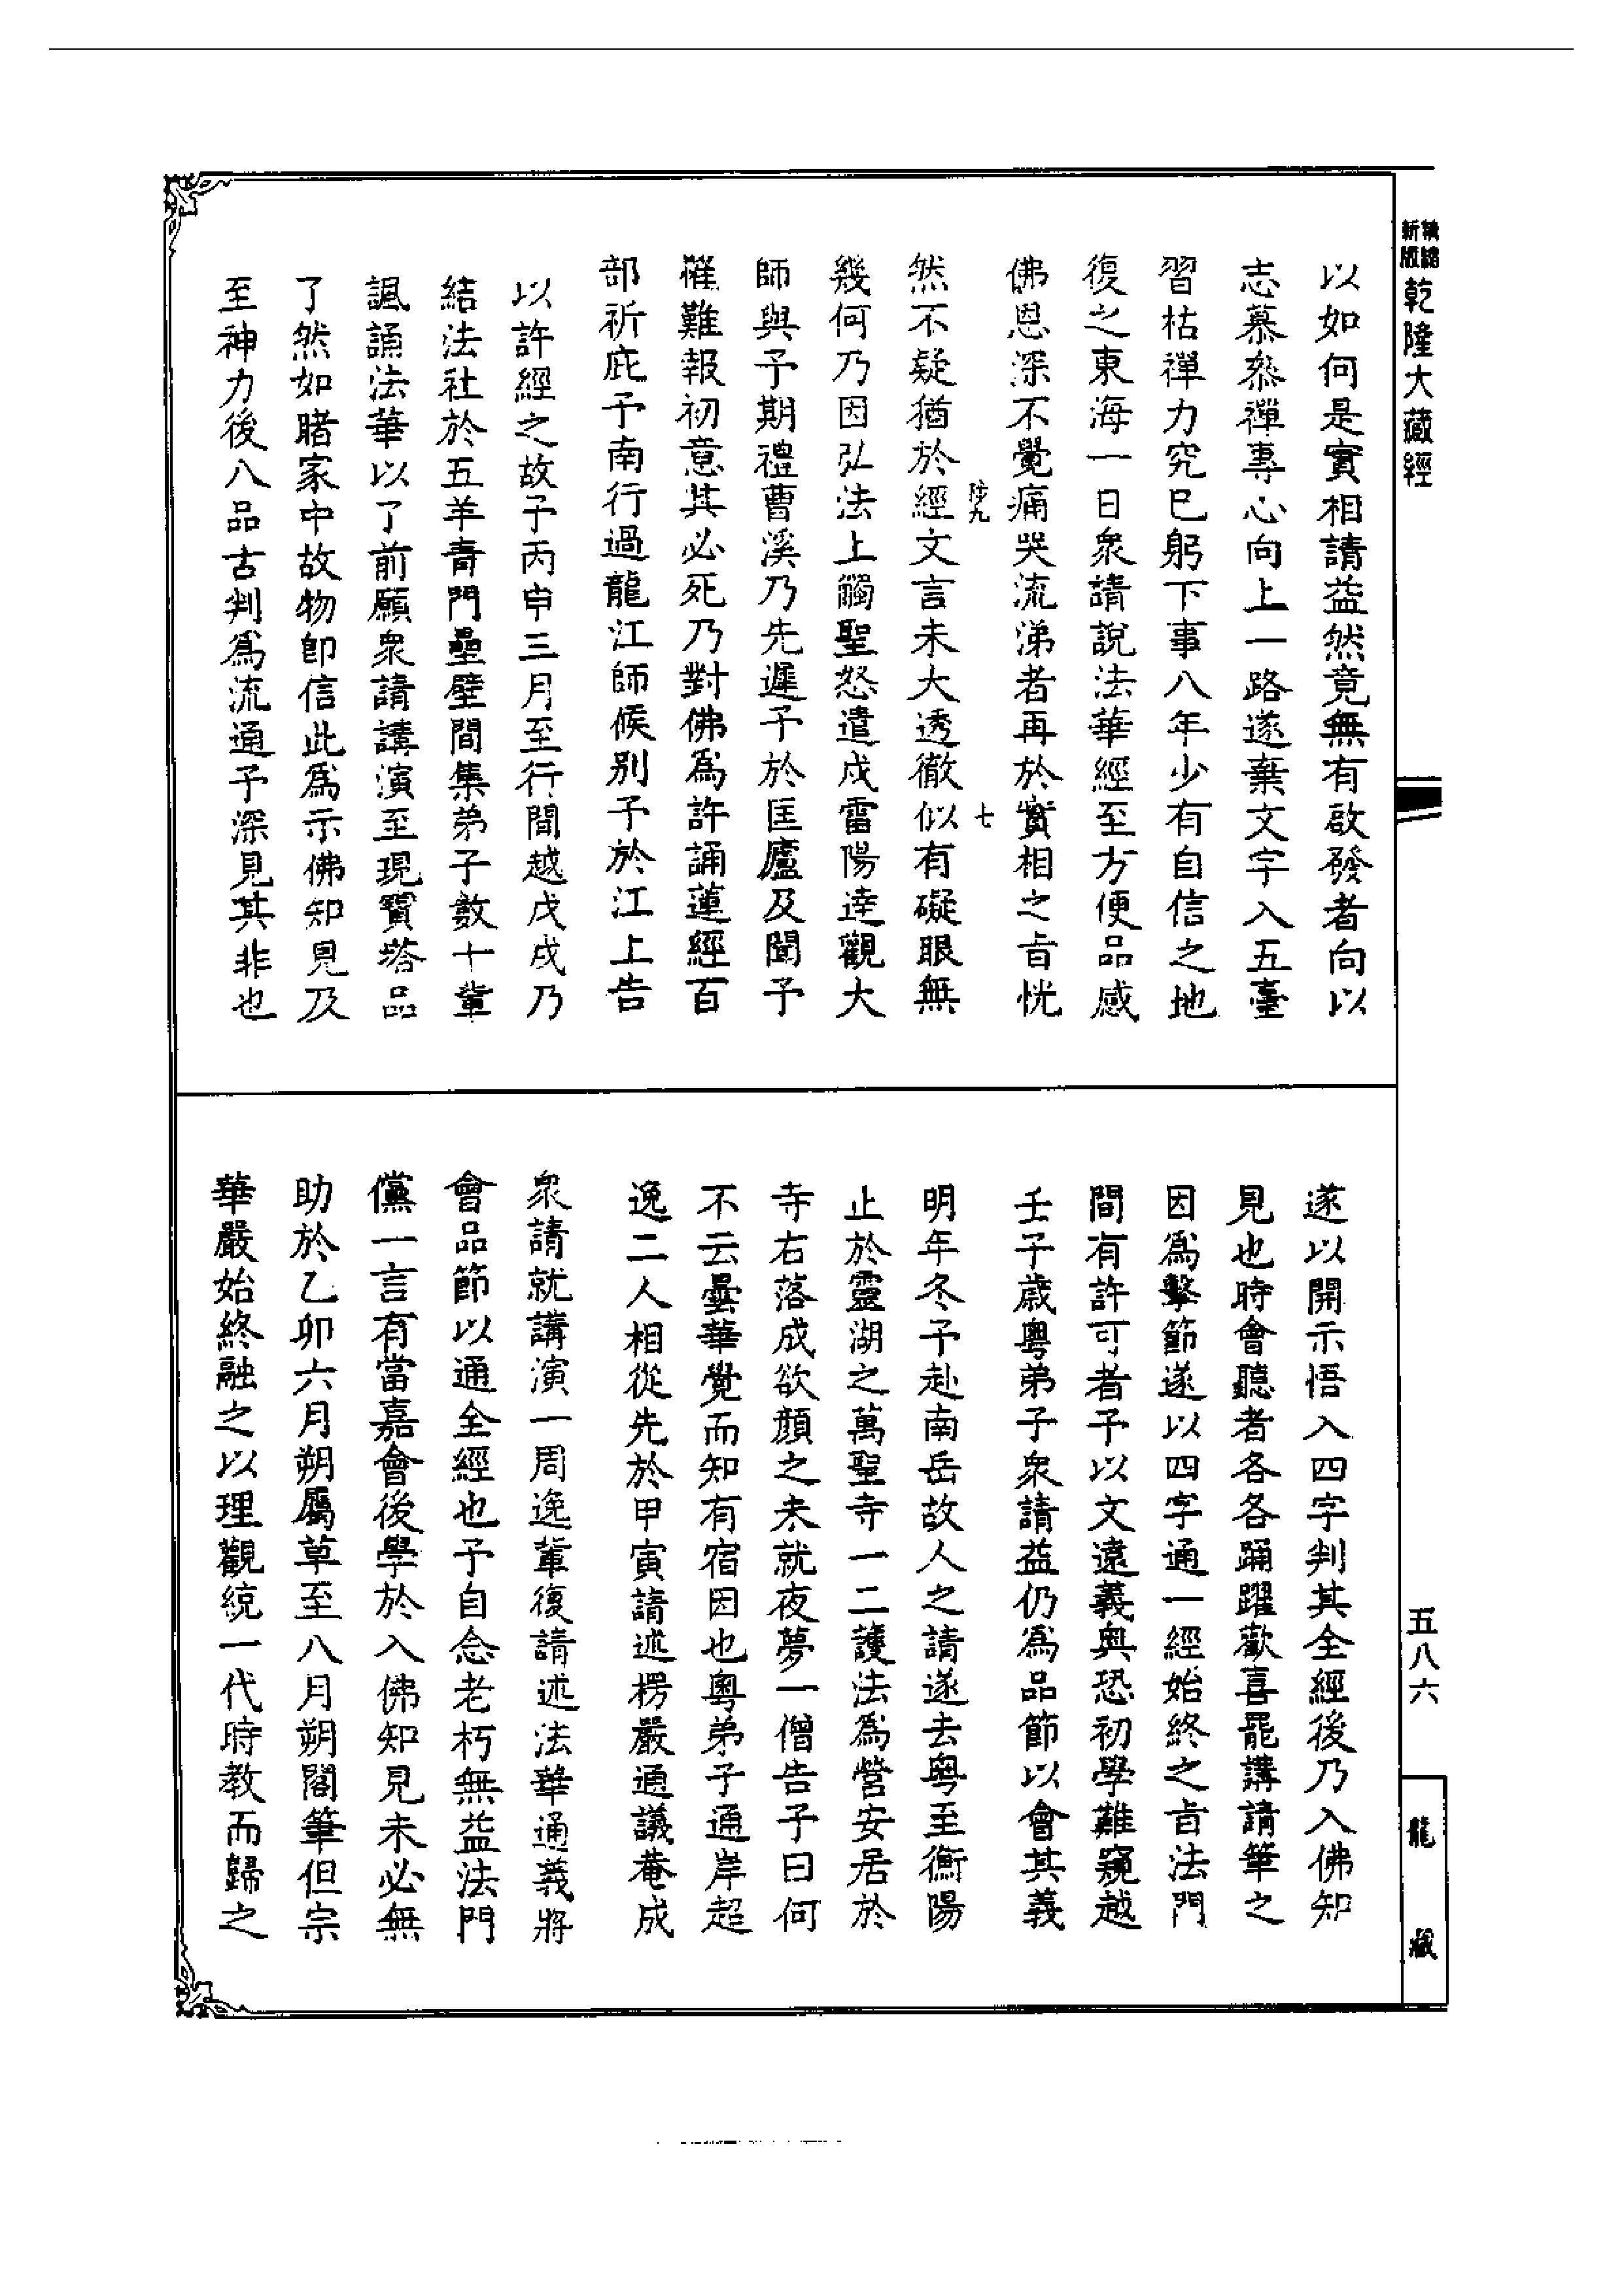 乾隆大藏經
以如何是實相請益然竟無有啟發者向以
志慕叅禪專心向上一路遂棄文字入五臺
習枯禪力究已躬下事八年少有自信之地
復之東海一日衆請說法華經至方便品感
佛恩深不覺痛哭流涕者再於實相之旨恍
七
然不疑猶於經文言未大透徹似有礙眼無
幾何乃因弘法上觸聖怒遣戍雷陽達觀大
師與予期禮曹溪乃先遲予於匡廬及聞予
罹難報初意其必死乃對佛爲許誦蓮經百
部祈庇予南行過龍江師候別予於江上告
以許經之故予丙申三月至行間越戊戌乃
結法社於五羊青門壘壁間集弟子數十輩
諷誦法華以了前願衆請講演至現寳塔品
了然如睹家中故物卽信此爲示佛知見及
至神力後八品古判爲流通予深見其非也
五八六
龍藏
遂以開示悟入四字判其全經後乃入佛知
見也時會聽者各各踊躍歡喜罷講請筆之
因爲擊節遂以四字通一經始終之旨法門
間有許可者予以文遠義奥恐初學難窺越
壬子歲粤弟子衆請益仍爲品節以會其義
明年冬予赴南岳故人之請遂去粤至衡陽
止於靈湖之萬聖寺一二護法爲營安居於
寺右落成欲顏之未就夜夢一僧告予曰何
不云曇華覺而知有宿因也粤弟子通岸超
逸二人相從先於甲寅請述楞嚴通議菴成
衆請就講演一周逸輩復請述法華通義將
會品節以通全經也予自念老朽無益法門
儻一言有當嘉會後學於入佛知見未必無
助於乙卯六月朔屬草至八月朔閣筆但宗
華嚴始終融之以理觀統一代時教而歸之